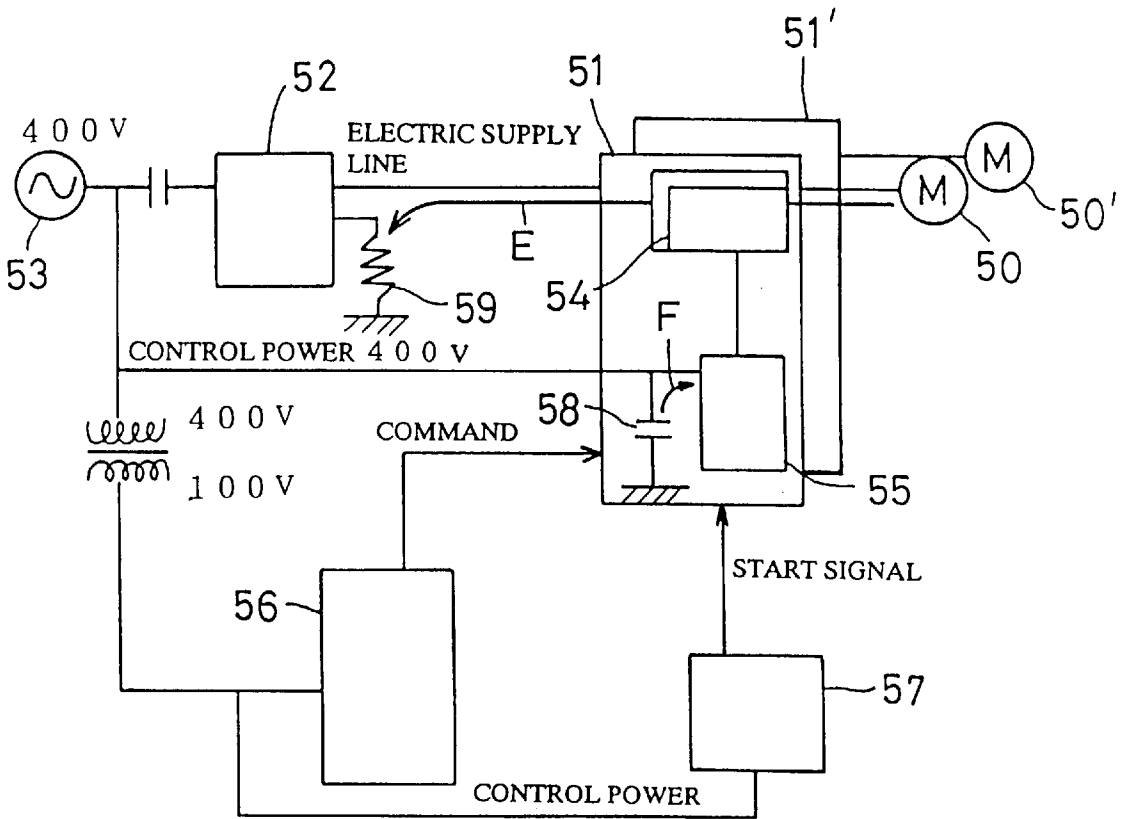 51'
52
51
400V
ELECTRIC SUPPLY
LINE
M
M
53
E
54
50
50'
59
F
CONTROL POWER 400V
58
400V
COMMAND
100V
55
START SIGNAL
56
57
CONTROL POWER